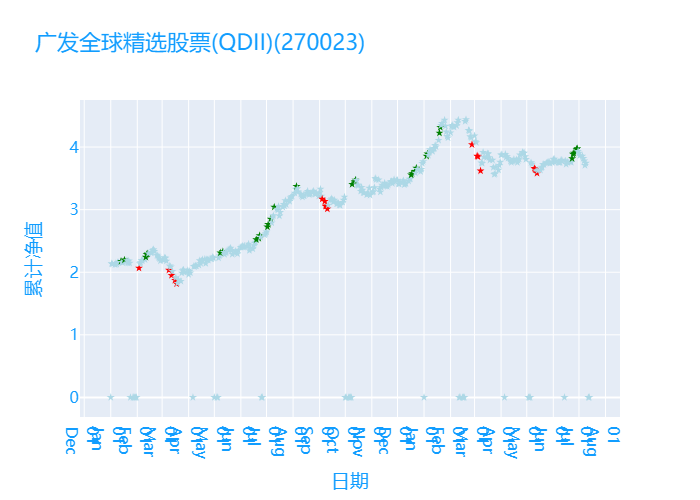 广发全球精选股票(QDII)(270023)
4
3
2
1
0
累计净值
Dec
Jan
Feb
Mar
Apr
May
Jun
Jul
Aug
Sep
Oct
Nov
Dec
Jan
Feb
Mar
Apr
May
Jun
Jul
Aug
01
日期